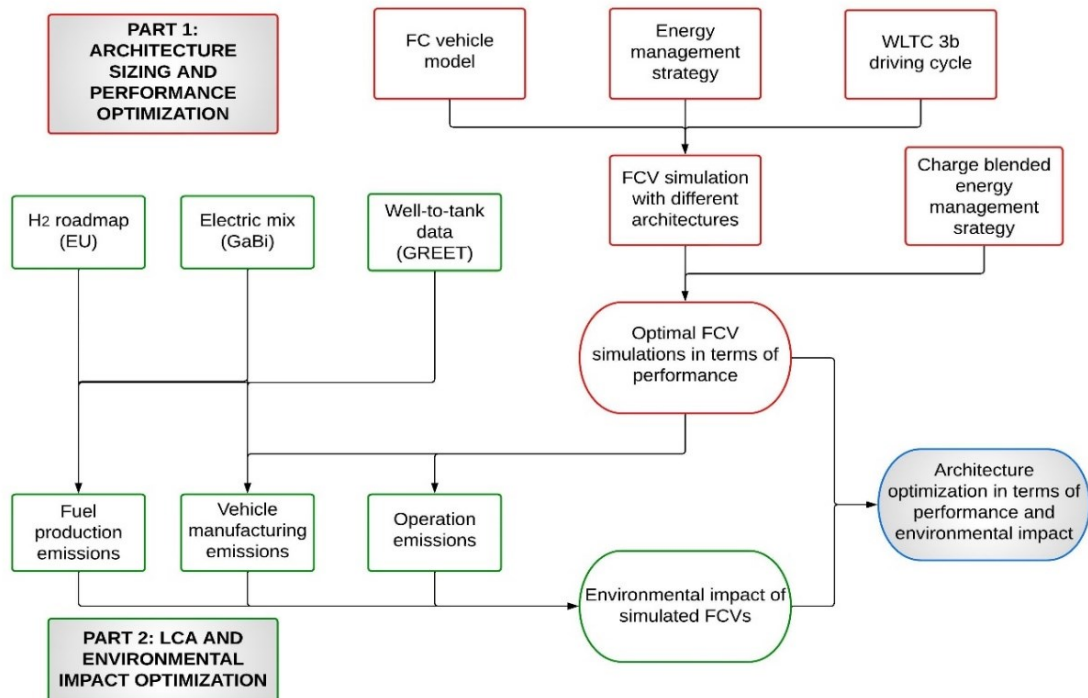 PART 1:
ARCHITECTURE
SIZING AND
PERFORMANCE
OPTIMIZATION
FC vehicle
model
Energy
management
strategy
WLTC 3b
driving cycle
FCV simulation
with different
architectures
Charge blended
energy
management
srategy
H2 roadmap
(EU)
Electric mix
(GaBi)
Well-to-tank
data
(GREET)
Optimal FCV
simulations in terms of
performance
Fuel
production
emissions
Vehicle
manufacturing
emissions
Operation
emissions
Architecture
optimization in terms of
performance and
environmental impact
Environmental impact of
simulated FCVs
PART 2: LCA AND
ENVIRONMENTAL
IMPACT OPTIMIZATION